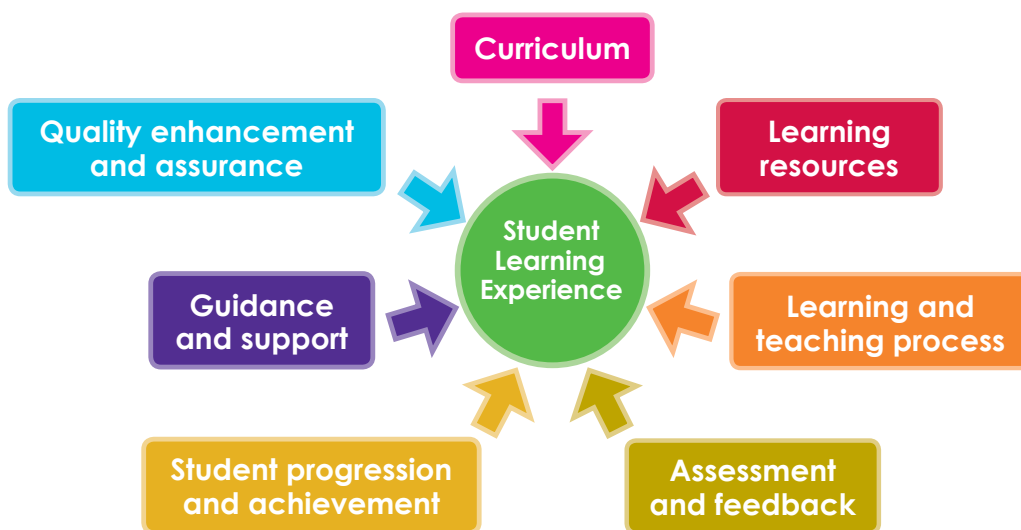 Curriculum
Quality enhancement
and assurance
Learning
resources
Student
Learning
Experience
Guidance
and support
Learning and
teaching process
Student progression
and achievement
Assessment
and feedback